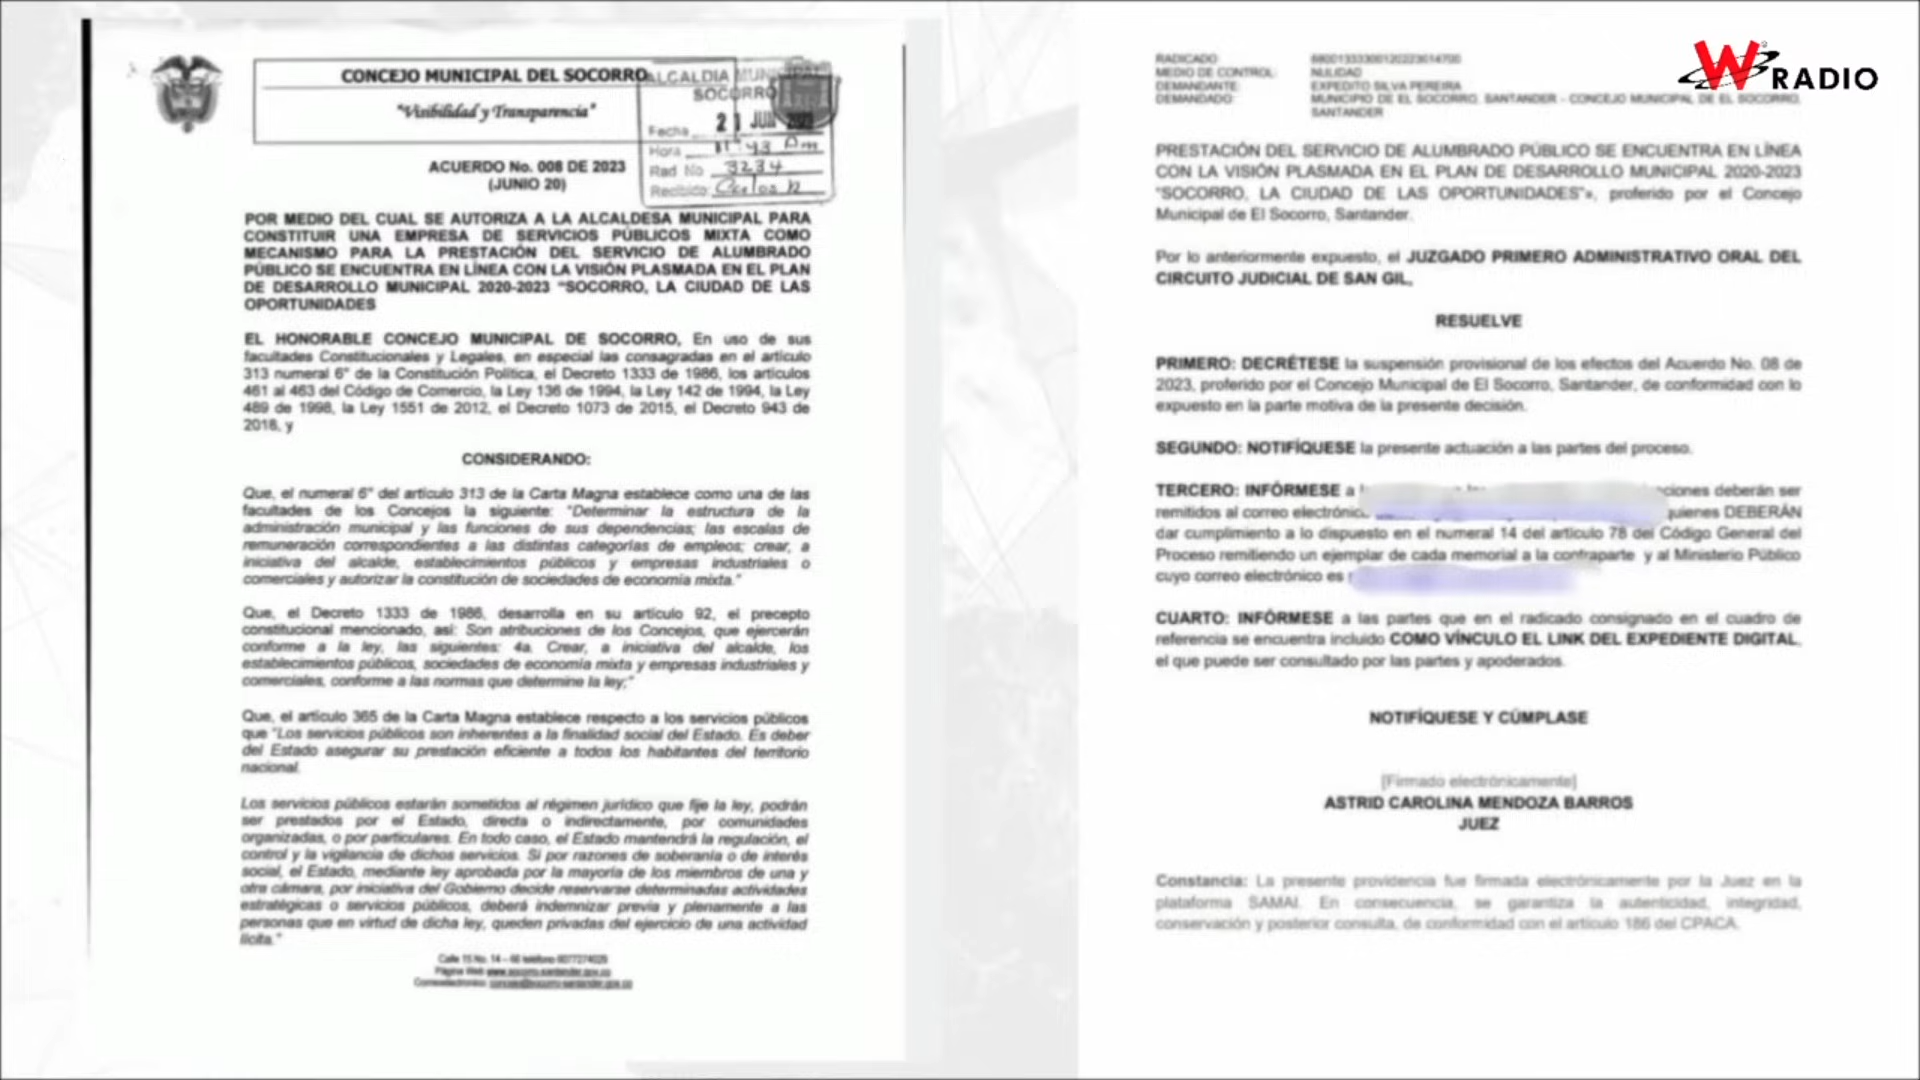 CONCEJO MUNICIPAL DEL SOCORRO
"Visibilidad y Transparencia"
ALCALDIA MUNICIPAL
SOCORRO
Fecha 21 JUN
Hora 11:43 Am
Rad No 3234
Recibido: Carlos
ACUERDO No. 008 DE 2023
(JUNIO 20)
POR MEDIO DEL CUAL SE AUTORIZA A LA ALCALDESA MUNICIPAL PARA
CONSTITUIR UNA EMPRESA DE SERVICIOS PÚBLICOS MIXTA COMO
MECANISMO PARA LA PRESTACIÓN DEL SERVICIO DE ALUMBRADO
PÚBLICO SE ENCUENTRA EN LÍNEA CON LA VISIÓN PLASMADA EN EL PLAN
DE DESARROLLO MUNICIPAL 2020-2023 "SOCORRO, LA CIUDAD DE LAS
OPORTUNIDADES
EL HONORABLE CONCEJO MUNICIPAL DE SOCORRO, En uso de sus
facultades Constitucionales y Legales, en especial las consagradas en el artículo
313 numeral 6° de la Constitución Política, el Decreto 1333 de 1986, los artículos
461 al 463 del Código de Comercio, la Ley 136 de 1994, la Ley 142 de 1994, la Ley
489 de 1998, la Ley 1551 de 2012, el Decreto 1073 de 2015, el Decreto 943 de
2018, y
CONSIDERANDO:
Que, el numeral 6° del artículo 313 de la Carta Magna establece como una de las
facultades de los Concejos la siguiente: "Determinar la estructura de la
administración municipal y las funciones de sus dependencias; las escalas de
remuneración correspondientes a las distintas categorías de empleos; crear, a
iniciativa del alcalde, establecimientos públicos y empresas industriales o
comerciales y autorizar la constitución de sociedades de economía mixta."
Que, el Decreto 1333 de 1986, desarrolla en su artículo 92, el precepto
constitucional mencionado, así: Son atribuciones de los Concejos, que ejercerán
conforme a la ley, las siguientes: 4a. Crear, a iniciativa del alcalde, los
establecimientos públicos, sociedades de economía mixta y empresas industriales y
comerciales, conforme a las normas que determine la ley;"
Que, el artículo 365 de la Carta Magna establece respecto a los servicios públicos
que "Los servicios públicos son inherentes a la finalidad social del Estado. Es deber
del Estado asegurar su prestación eficiente a todos los habitantes del territorio
nacional.
Los servicios públicos estarán sometidos al régimen jurídico que fije la ley, podrán
ser prestados por el Estado, directa o indirectamente, por comunidades
organizadas, o por particulares. En todo caso, el Estado mantendrá la regulación, el
control y la vigilancia de dichos servicios. Si por razones de soberanía o de interés
social, el Estado, mediante ley aprobada por la mayoría de los miembros de una y
otra cámara, por iniciativa del Gobierno decide reservarse determinadas actividades
estratégicas o servicios públicos, deberá indemnizar previa y plenamente a las
personas que en virtud de dicha ley, queden privadas del ejercicio de una actividad
lícita."
Calle 15 No. 14 – 66 teléfono 6077274029
Página Web www.socorro-santander.gov.co
Correoelectronico: concejo@socorro-santander.gov.co
W RADIO
RADICADO:
MEDIO DE CONTROL: NULIDAD
DEMANDANTE: EXPEDITO SILVA PEREIRA
DEMANDADO: MUNICIPIO DE EL SOCORRO, SANTANDER – CONCEJO MUNICIPAL DE EL SOCORRO,
SANTANDER
PRESTACIÓN DEL SERVICIO DE ALUMBRADO PÚBLICO SE ENCUENTRA EN LÍNEA
CON LA VISIÓN PLASMADA EN EL PLAN DE DESARROLLO MUNICIPAL 2020-2023
"SOCORRO, LA CIUDAD DE LAS OPORTUNIDADES"», proferido por el Concejo
Municipal de El Socorro, Santander.
Por lo anteriormente expuesto, el JUZGADO PRIMERO ADMINISTRATIVO ORAL DEL
CIRCUITO JUDICIAL DE SAN GIL,
RESUELVE
PRIMERO: DECRÉTESE la suspensión provisional de los efectos del Acuerdo No. 08 de
2023, proferido por el Concejo Municipal de El Socorro, Santander, de conformidad con lo
expuesto en la parte motiva de la presente decisión.
SEGUNDO: NOTIFÍQUESE la presente actuación a las partes del proceso.
TERCERO: INFÓRMESE a ciones deberán ser
remitidos al correo electrónico quienes DEBERÁN
dar cumplimiento a lo dispuesto en el numeral 14 del artículo 78 del Código General del
Proceso remitiendo un ejemplar de cada memorial a la contraparte y al Ministerio Público
cuyo correo electrónico es
CUARTO: INFÓRMESE a las partes que en el radicado consignado en el cuadro de
referencia se encuentra incluido COMO VÍNCULO EL LINK DEL EXPEDIENTE DIGITAL,
el que puede ser consultado por las partes y apoderados.
NOTIFÍQUESE Y CÚMPLASE
[Firmado electrónicamente]
ASTRID CAROLINA MENDOZA BARROS
JUEZ
Constancia: La presente providencia fue firmada electrónicamente por la Juez en la
plataforma SAMAI. En consecuencia, se garantiza la autenticidad, integridad,
conservación y posterior consulta, de conformidad con el artículo 186 del CPACA.